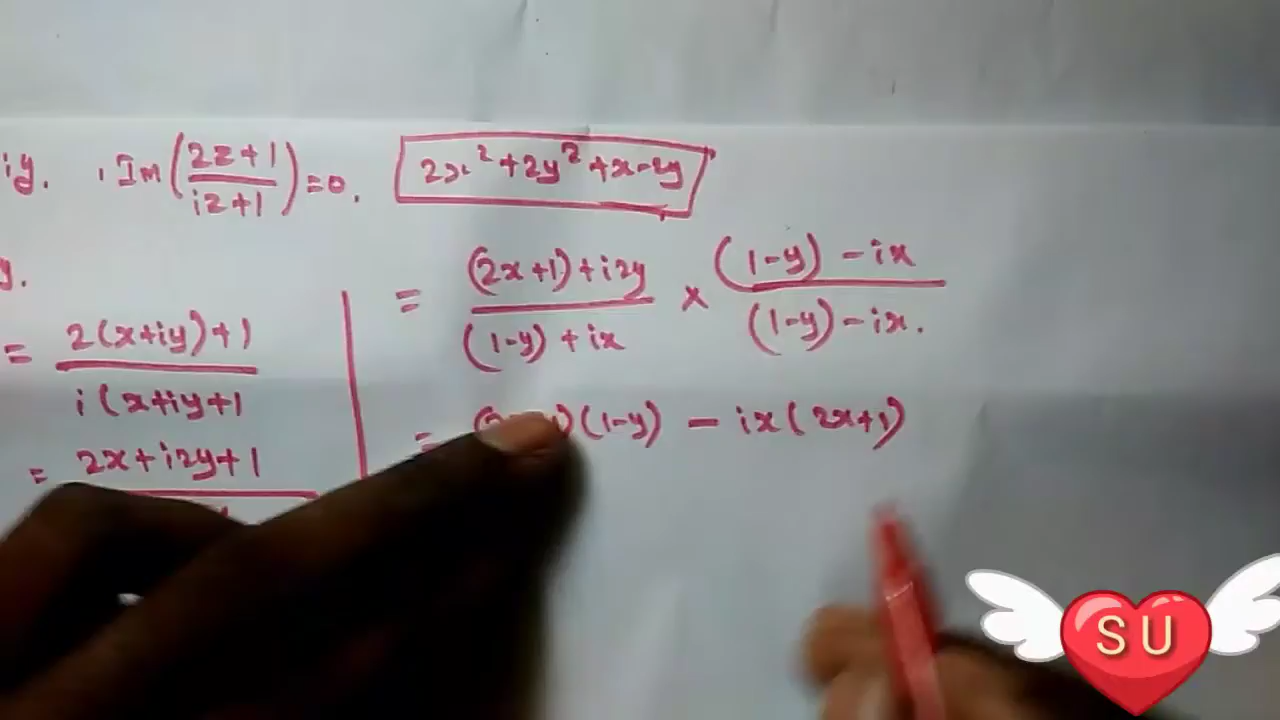 iy. Im(2z+1/iz+1)=0. 2x²+2y²+x-2y
y.
= 2(x+iy)+1/i(x+iy+1
= 2x+i2y+1
= (2x+1)+i2y/(1-y)+ix × (1-y)-ix/(1-y)-ix.
= (1-y) - ix(2x+1)
SU